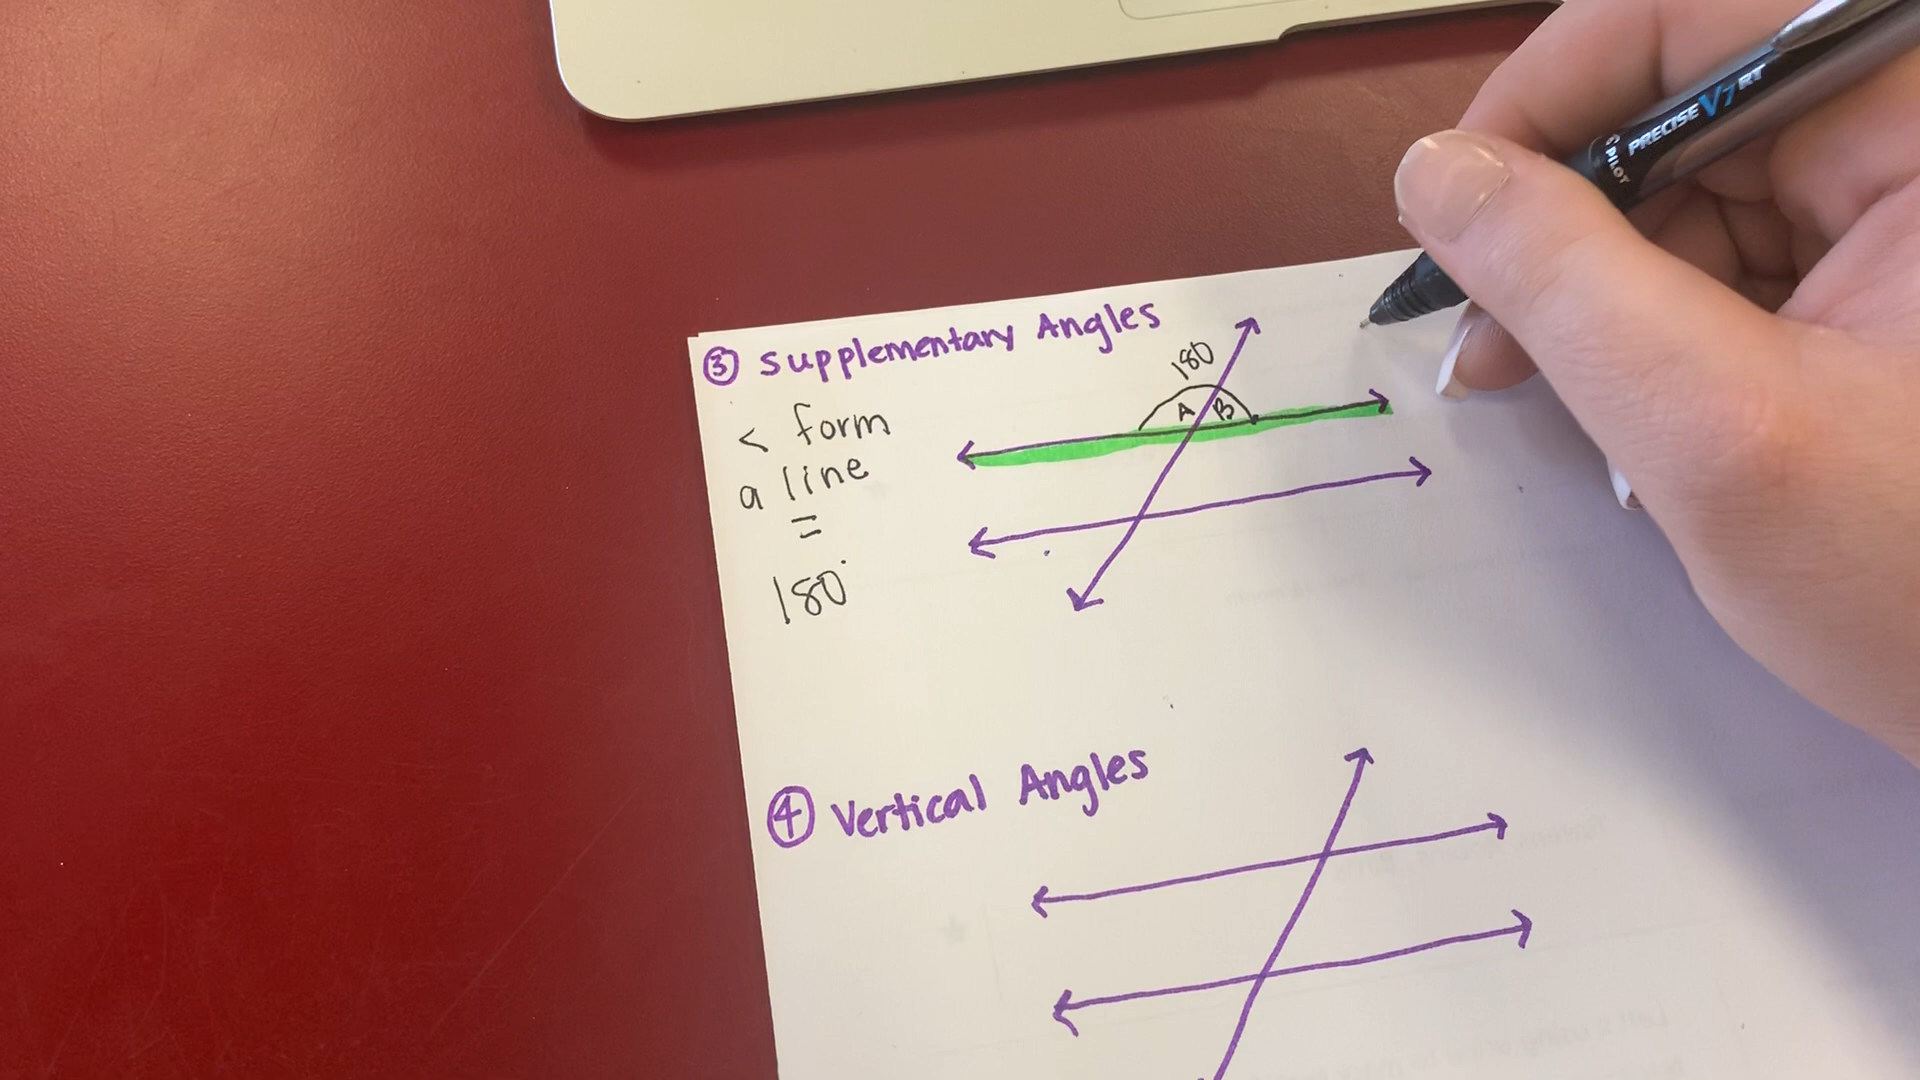 ③ Supplementary Angles
< form
a line
=
180°
180
A B
④ Vertical Angles
PILOT PRECISE V7 RT